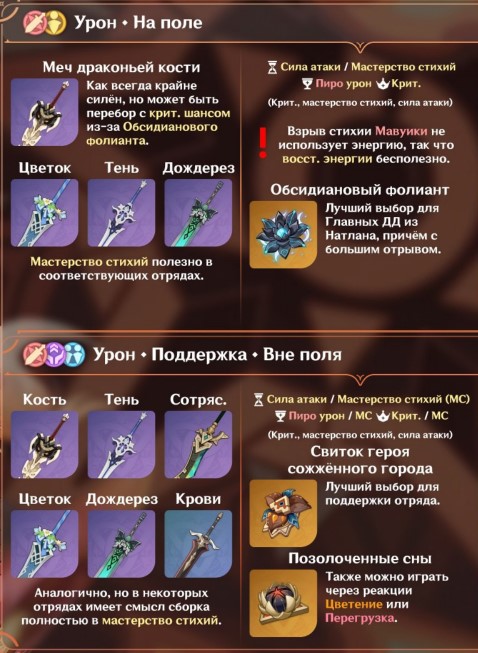 Урон • На поле
Меч драконьей кости
Как всегда крайне
силён, но может быть
перебор с крит. шансом
из-за Обсидианового
фолианта.
Цветок Тень Дождерез
Мастерство стихий полезно в
соответствующих отрядах.
Сила атаки / Мастерство стихий
Пиро урон Крит.
(Крит., мастерство стихий, сила атаки)
! Взрыв стихии Мавуики не
использует энергию, так что
восст. энергии бесполезно.
Обсидиановый фолиант
Лучший выбор для
Главных ДД из
Натлана, причём с
большим отрывом.
Урон • Поддержка • Вне поля
Кость Тень Сотряс.
Цветок Дождерез Крови
Аналогично, но в некоторых
отрядах имеет смысл сборка
полностью в мастерство стихий.
Сила атаки / Мастерство стихий (МС)
Пиро урон / МС Крит. / МС
(Крит., мастерство стихий, сила атаки)
Свиток героя
сожжённого города
Лучший выбор для
поддержки отряда.
Позолоченные сны
Также можно играть
через реакции
Цветение или
Перегрузка.